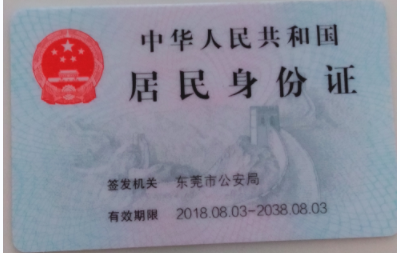 中华人民共和国
居民身份证
签发机关 东莞市公安局
有效期限 2018.08.03-2038.08.03